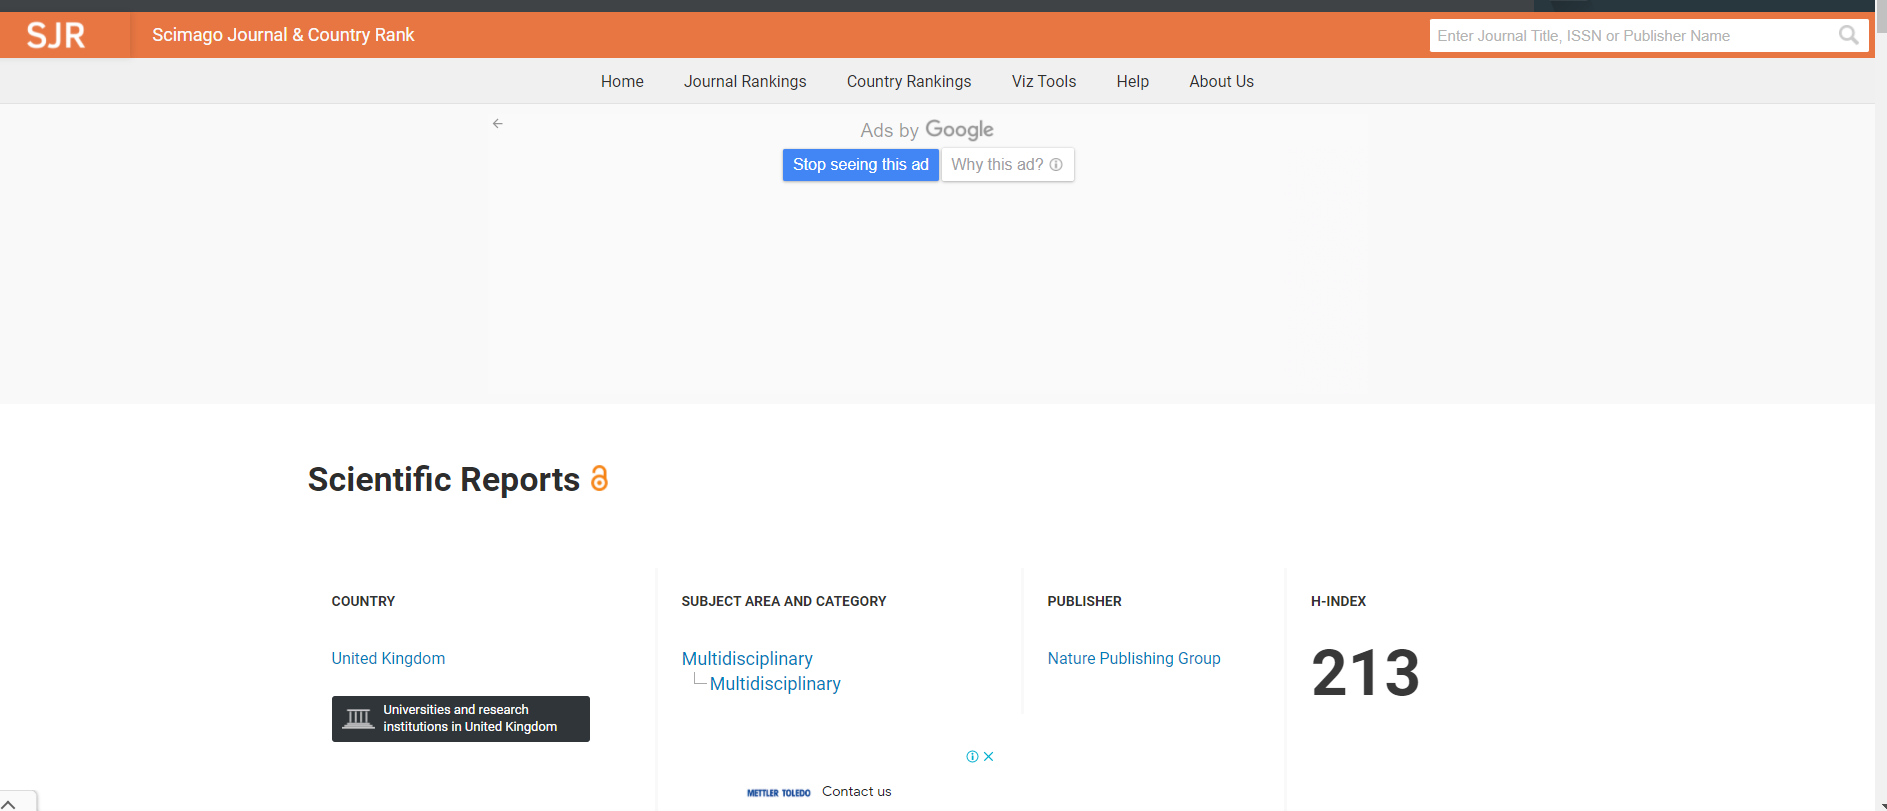 SJR
Scimago Journal & Country Rank
Enter Journal Title, ISSN or Publisher Name
Home
Journal Rankings
Country Rankings
Viz Tools
Help
About Us
Ads by Google
Stop seeing this ad
Why this ad?
Scientific Reports
COUNTRY
United Kingdom
Universities and research
institutions in United Kingdom
SUBJECT AREA AND CATEGORY
Multidisciplinary
Multidisciplinary
PUBLISHER
Nature Publishing Group
H-INDEX
213
METTLER TOLEDO
Contact us